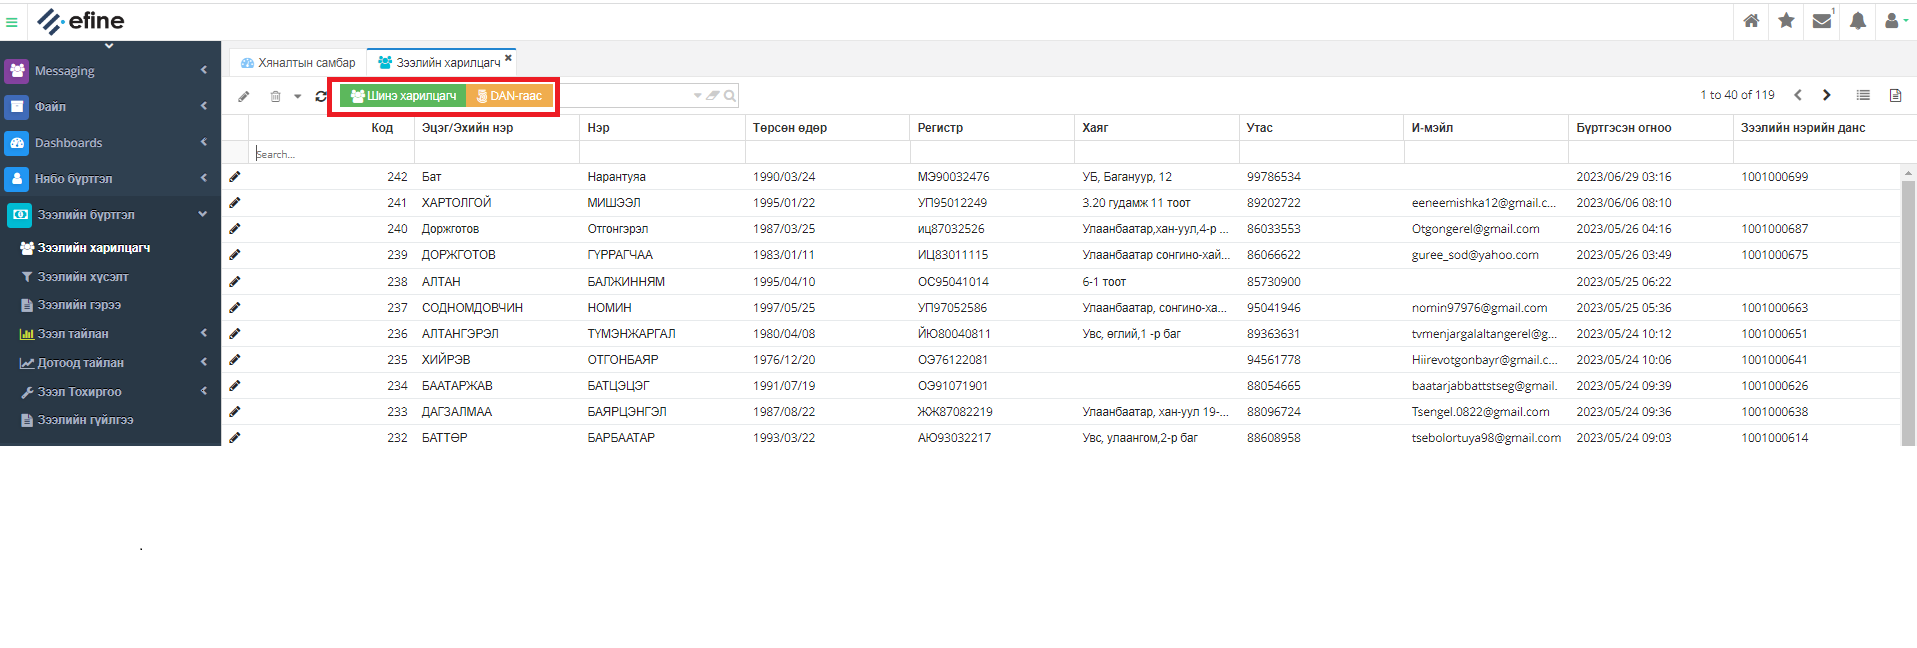 efine
1
Messaging
Файл
Dashboards
Нябо бүртгэл
Зээлийн бүртгэл
Зээлийн харилцагч
Зээлийн хүсэлт
Зээлийн гэрээ
Зээл тайлан
Дотоод тайлан
Зээл Тохиргоо
Зээлийн гүйлгээ
Хяналтын самбар Зээлийн харилцагч
Шинэ харилцагч DAN-гаас 1 to 40 of 119
Код Эцэг/Эхийн нэр Нэр Төрсөн өдөр Регистр Хаяг Утас И-мэйл Бүртгэсэн огноо Зээлийн нэрийн данс
Search...
242 Бат Нарантуяа 1990/03/24 МЭ90032476 УБ, Багануур, 12 99786534 2023/06/29 03:16 1001000699
241 ХАРТОЛГОЙ МИШЭЭЛ 1995/01/22 УП95012249 3.20 гудамж 11 тоот 89202722 eeneemishka12@gmail.c... 2023/06/06 08:10
240 Доржготов Отгонгэрэл 1987/03/25 иц87032526 Улаанбаатар,хан-уул,4-р ... 86033553 Otgongerel@gmail.com 2023/05/26 04:16 1001000687
239 ДОРЖГОТОВ ГҮРРАГЧАА 1983/01/11 ИЦ83011115 Улаанбаатар сонгино-хай... 86066622 guree_sod@yahoo.com 2023/05/26 03:49 1001000675
238 АЛТАН БАЛЖИННЯМ 1995/04/10 ОС95041014 6-1 тоот 85730900 2023/05/25 06:22
237 СОДНОМДОВЧИН НОМИН 1997/05/25 УП97052586 Улаанбаатар, сонгино-ха... 95041946 nomin97976@gmail.com 2023/05/25 05:36 1001000663
236 АЛТАНГЭРЭЛ ТҮМЭНЖАРГАЛ 1980/04/08 ЙЮ80040811 Увс, өглий,1 -р баг 89363631 tvrmenjargalaltangerel@g... 2023/05/24 10:12 1001000651
235 ХИЙРЭВ ОТГОНБАЯР 1976/12/20 ОЭ76122081 94561778 Hiirevotgonbayr@gmail.c... 2023/05/24 10:06 1001000641
234 БААТАРЖАВ БАТЦЭЦЭГ 1991/07/19 ОЭ91071901 88054665 baatarjabbattstseg@gmail. 2023/05/24 09:39 1001000626
233 ДАГЗАЛМАА БАЯРЦЭНГЭЛ 1987/08/22 ЖЖ87082219 Улаанбаатар, хан-уул 19-... 88096724 Tsengel.0822@gmail.com 2023/05/24 09:36 1001000638
232 БАТТӨР БАРБААТАР 1993/03/22 АЮ93032217 Увс, улаангом,2-р баг 88608958 tsebolortuya98@gmail.com 2023/05/24 09:03 1001000614
.